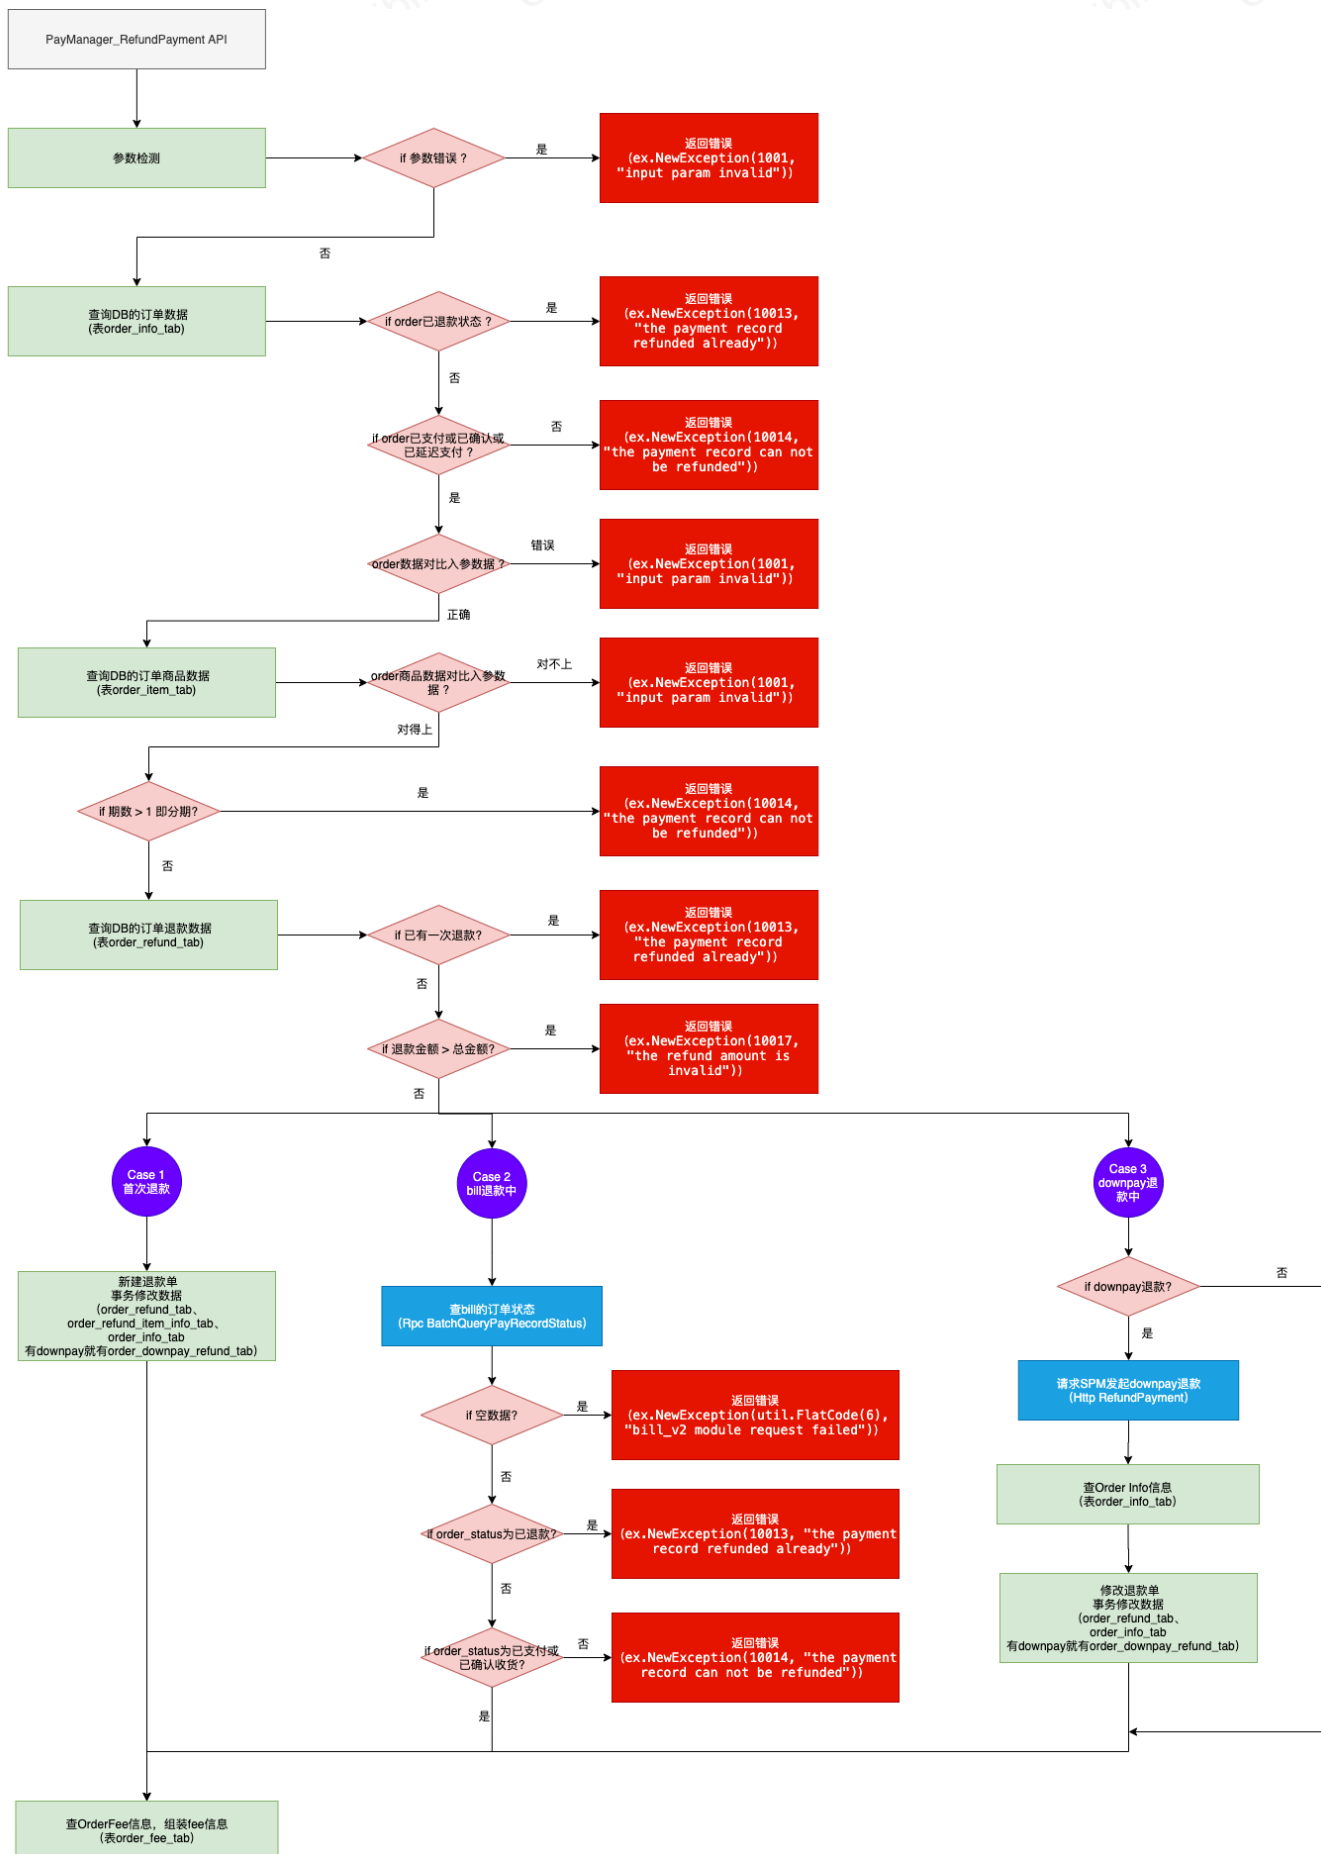 PayManager_RefundPayment API
参数检测
if 参数错误 ?
是
返回错误
(ex.NewException(1001,
"input param invalid"))
否
查询DB的订单数据
(表order_info_tab)
if order已退款状态 ?
是
返回错误
(ex.NewException(10013,
"the payment record
refunded already"))
否
if order已支付或已确认或
已延迟支付 ?
否
返回错误
(ex.NewException(10014,
"the payment record can not
be refunded"))
是
order数据对比入参数据 ?
错误
返回错误
(ex.NewException(1001,
"input param invalid"))
正确
查询DB的订单商品数据
(表order_item_tab)
order商品数据对比入参数
据 ?
对不上
返回错误
(ex.NewException(1001,
"input param invalid"))
对得上
if 期数 > 1 即分期?
是
返回错误
(ex.NewException(10014,
"the payment record can not
be refunded"))
否
查询DB的订单退款数据
(表order_refund_tab)
if 已有一次退款?
是
返回错误
(ex.NewException(10013,
"the payment record
refunded already"))
否
if 退款金额 > 总金额?
是
返回错误
(ex.NewException(10017,
"the refund amount is
invalid"))
否
Case 1
首次退款
Case 2
bill退款中
Case 3
downpay退
款中
新建退款单
事务修改数据
(order_refund_tab、
order_refund_item_info_tab、
order_info_tab
有downpay就有order_downpay_refund_tab)
查bill的订单状态
(Rpc BatchQueryPayRecordStatus)
if downpay退款?
否
是
请求SPM发起downpay退款
(Http RefundPayment)
if 空数据?
是
返回错误
(ex.NewException(util.FlatCode(6),
"bill_v2 module request failed"))
否
查Order Info信息
(表order_info_tab)
if order_status为已退款?
是
返回错误
(ex.NewException(10013, "the payment
record refunded already"))
否
修改退款单
事务修改数据
(order_refund_tab、
order_info_tab
有downpay就有order_downpay_refund_tab)
if order_status为已支付或
已确认收货?
否
返回错误
(ex.NewException(10014, "the payment
record can not be refunded"))
是
查OrderFee信息，组装fee信息
(表order_fee_tab)